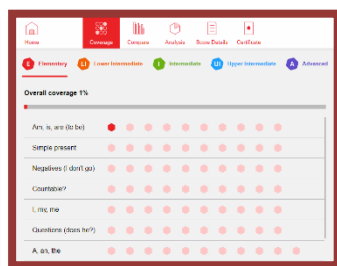 Home Coverage Compare Analysis Score Details Certificate
E Elementary LI Lower Intermediate I Intermediate UI Upper Intermediate A Advanced
Overall coverage 1%
Am, is, are (to be)
Simple present
Negatives (I don't go)
Countable?
I, my, me
Questions (does he?)
A, an, the